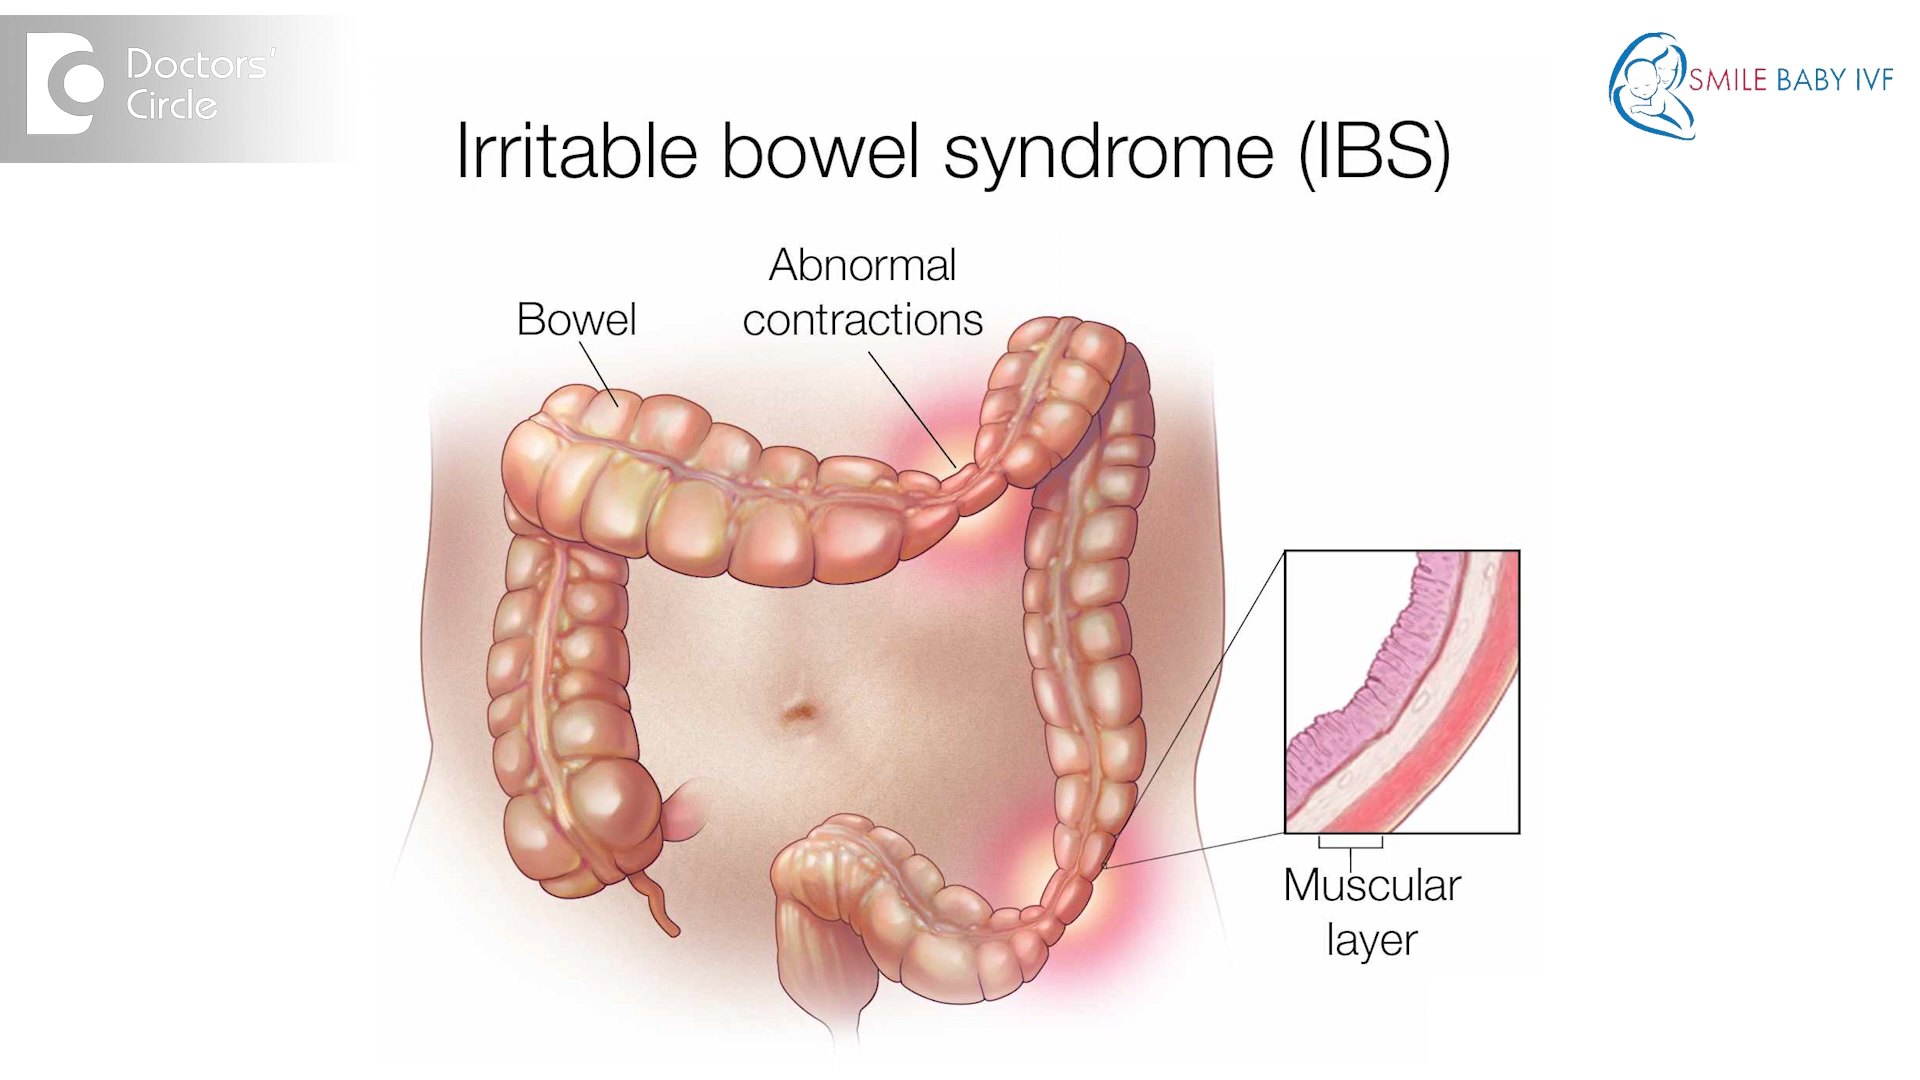 Doctors'
Circle
SMILE BABY IVF
Irritable bowel syndrome (IBS)
Abnormal
contractions
Bowel
Muscular
layer